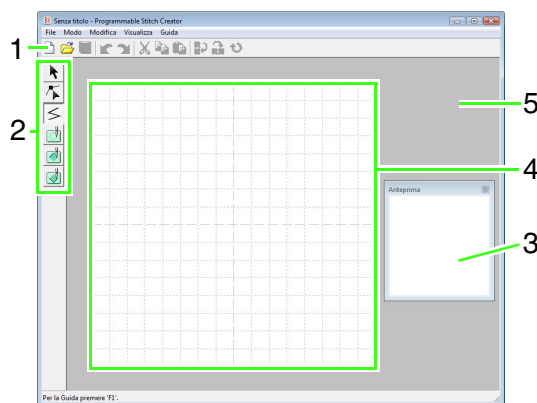 Senza titolo - Programmable Stitch Creator
File Modo Modifica Visualizza Guida
1
2
5
4
Anteprima
3
Per la Guida premere 'F1'.